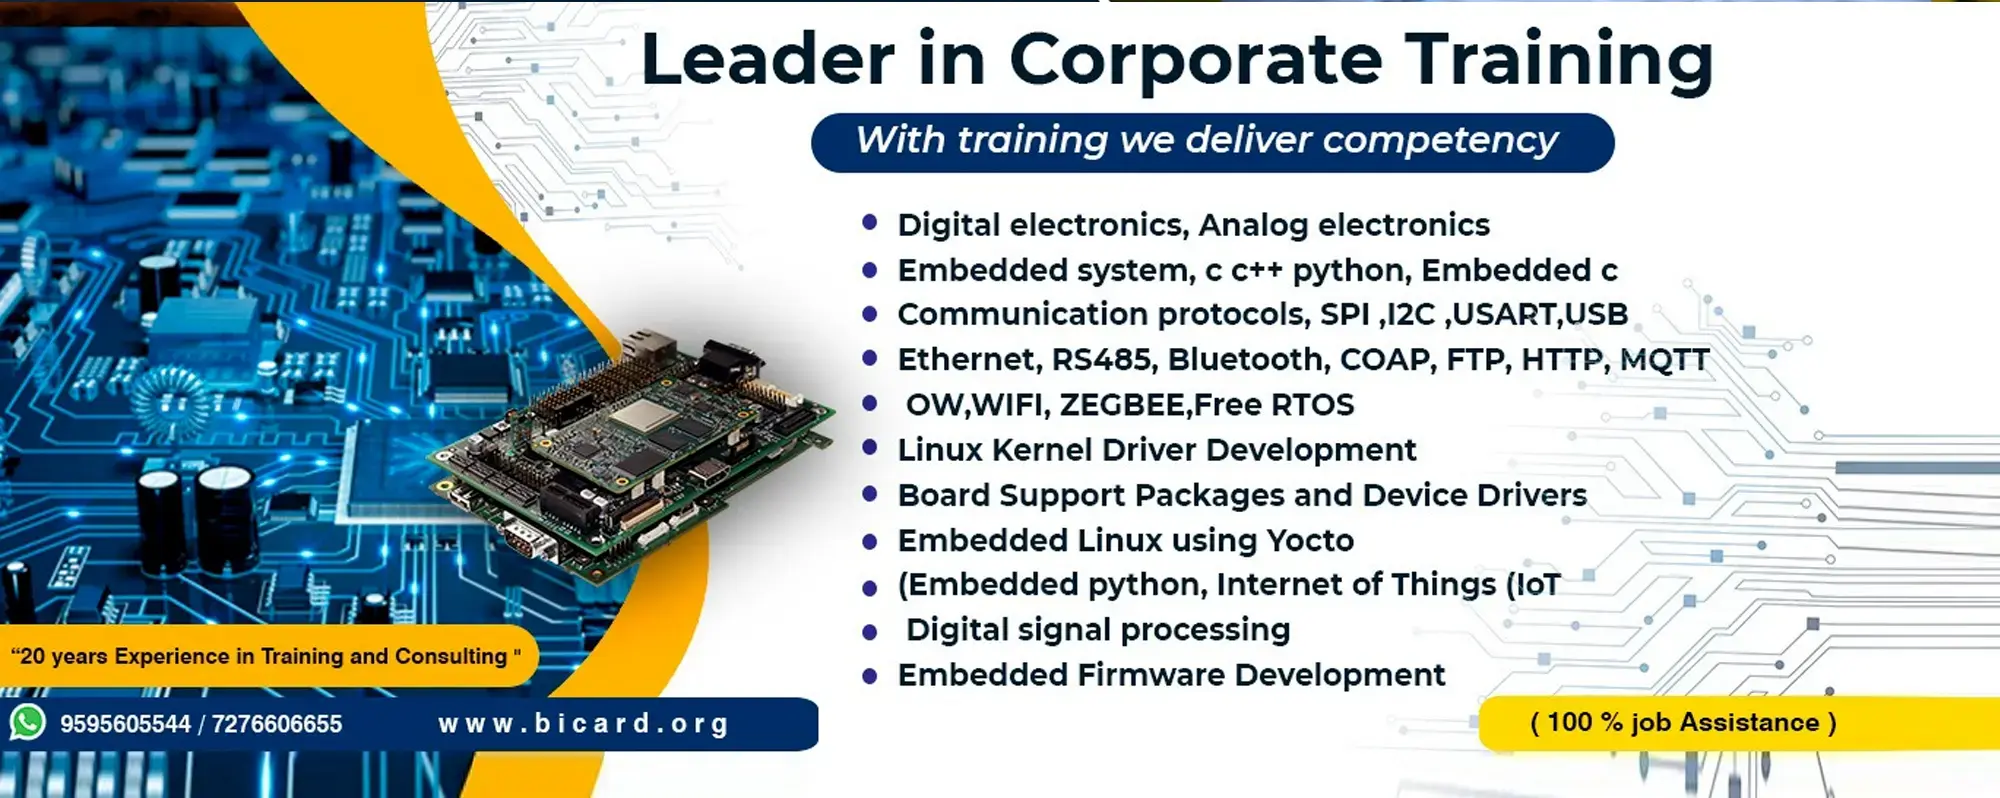 Leader in Corporate Training
With training we deliver competency
Digital electronics, Analog electronics
Embedded system, c c++ python, Embedded c
Communication protocols, SPI ,I2C ,USART,USB
Ethernet, RS485, Bluetooth, COAP, FTP, HTTP, MQTT
OW,WIFI, ZEGBEE,Free RTOS
Linux Kernel Driver Development
Board Support Packages and Device Drivers
Embedded Linux using Yocto
(Embedded python, Internet of Things (IoT
Digital signal processing
Embedded Firmware Development
“20 years Experience in Training and Consulting "
9595605544 / 7276606655
www.bicard.org
( 100 % job Assistance )